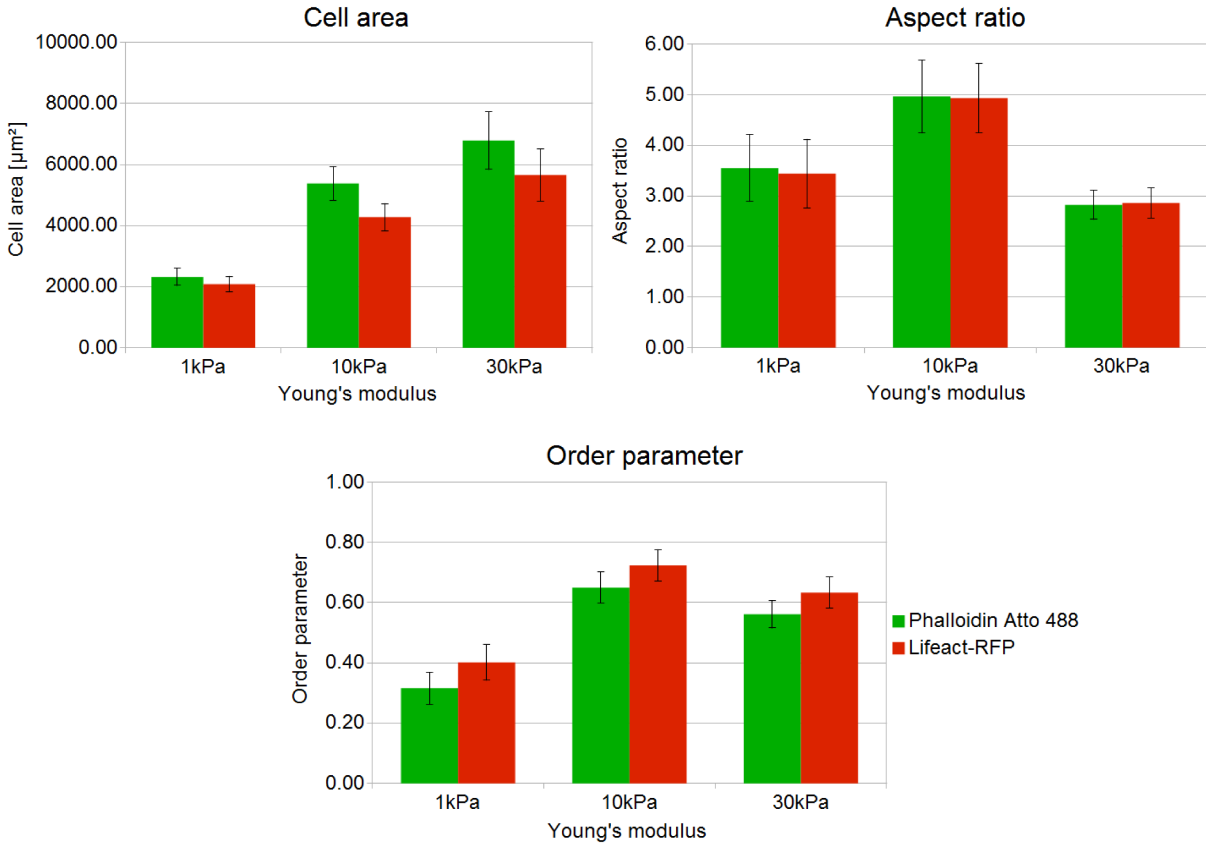 Cell area
10000.00
8000.00
6000.00
4000.00
2000.00
0.00
Cell area [µm²]
1kPa 10kPa 30kPa
Young's modulus
Aspect ratio
6.00
5.00
4.00
3.00
2.00
1.00
0.00
Aspect ratio
1kPa 10kPa 30kPa
Young's modulus
Order parameter
1.00
0.80
0.60
0.40
0.20
0.00
Order parameter
1kPa 10kPa 30kPa
Young's modulus
Phalloidin Atto 488
Lifeact-RFP